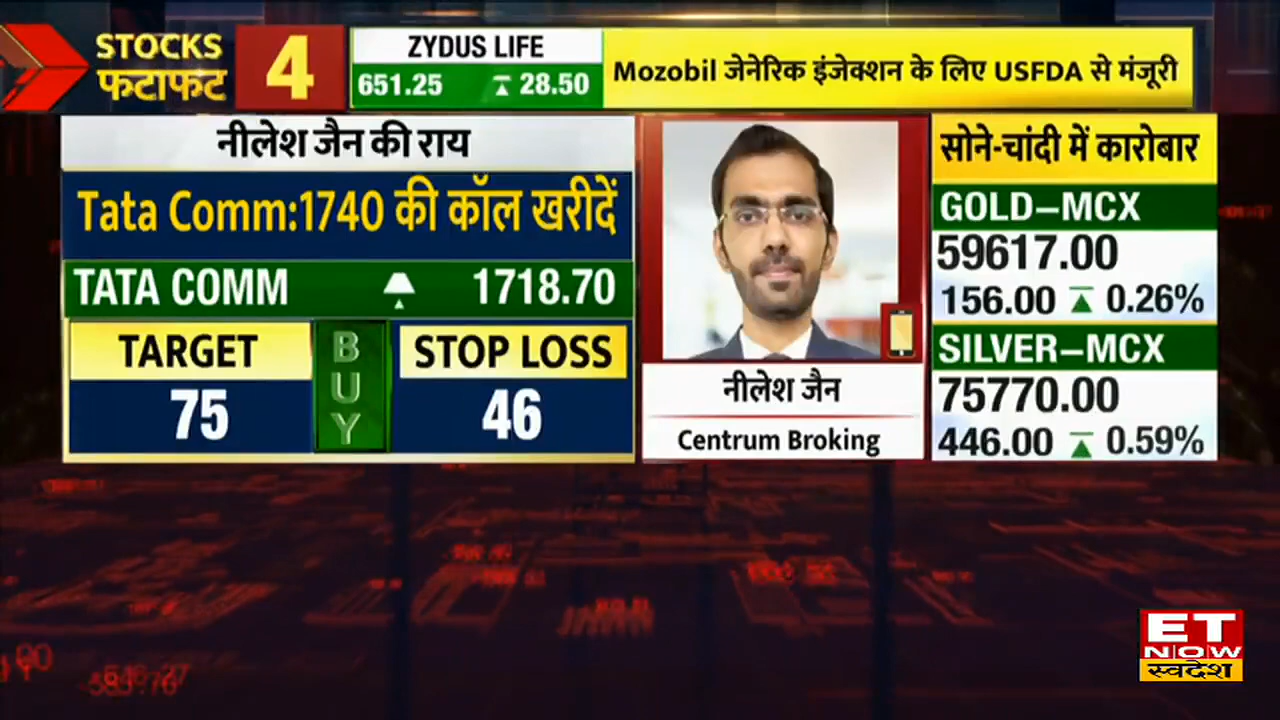 STOCKS
फटाफट
4
ZYDUS LIFE
651.25 28.50
Mozobil जेनेरिक इंजेक्शन के लिए USFDA से मंजूरी
नीलेश जैन की राय
Tata Comm:1740 की कॉल खरीदें
TATA COMM 1718.70
TARGET
75
BUY
STOP LOSS
46
नीलेश जैन
Centrum Broking
सोने-चांदी में कारोबार
GOLD–MCX
59617.00
156.00 0.26%
SILVER–MCX
75770.00
446.00 0.59%
ET
NOW
स्वदेश